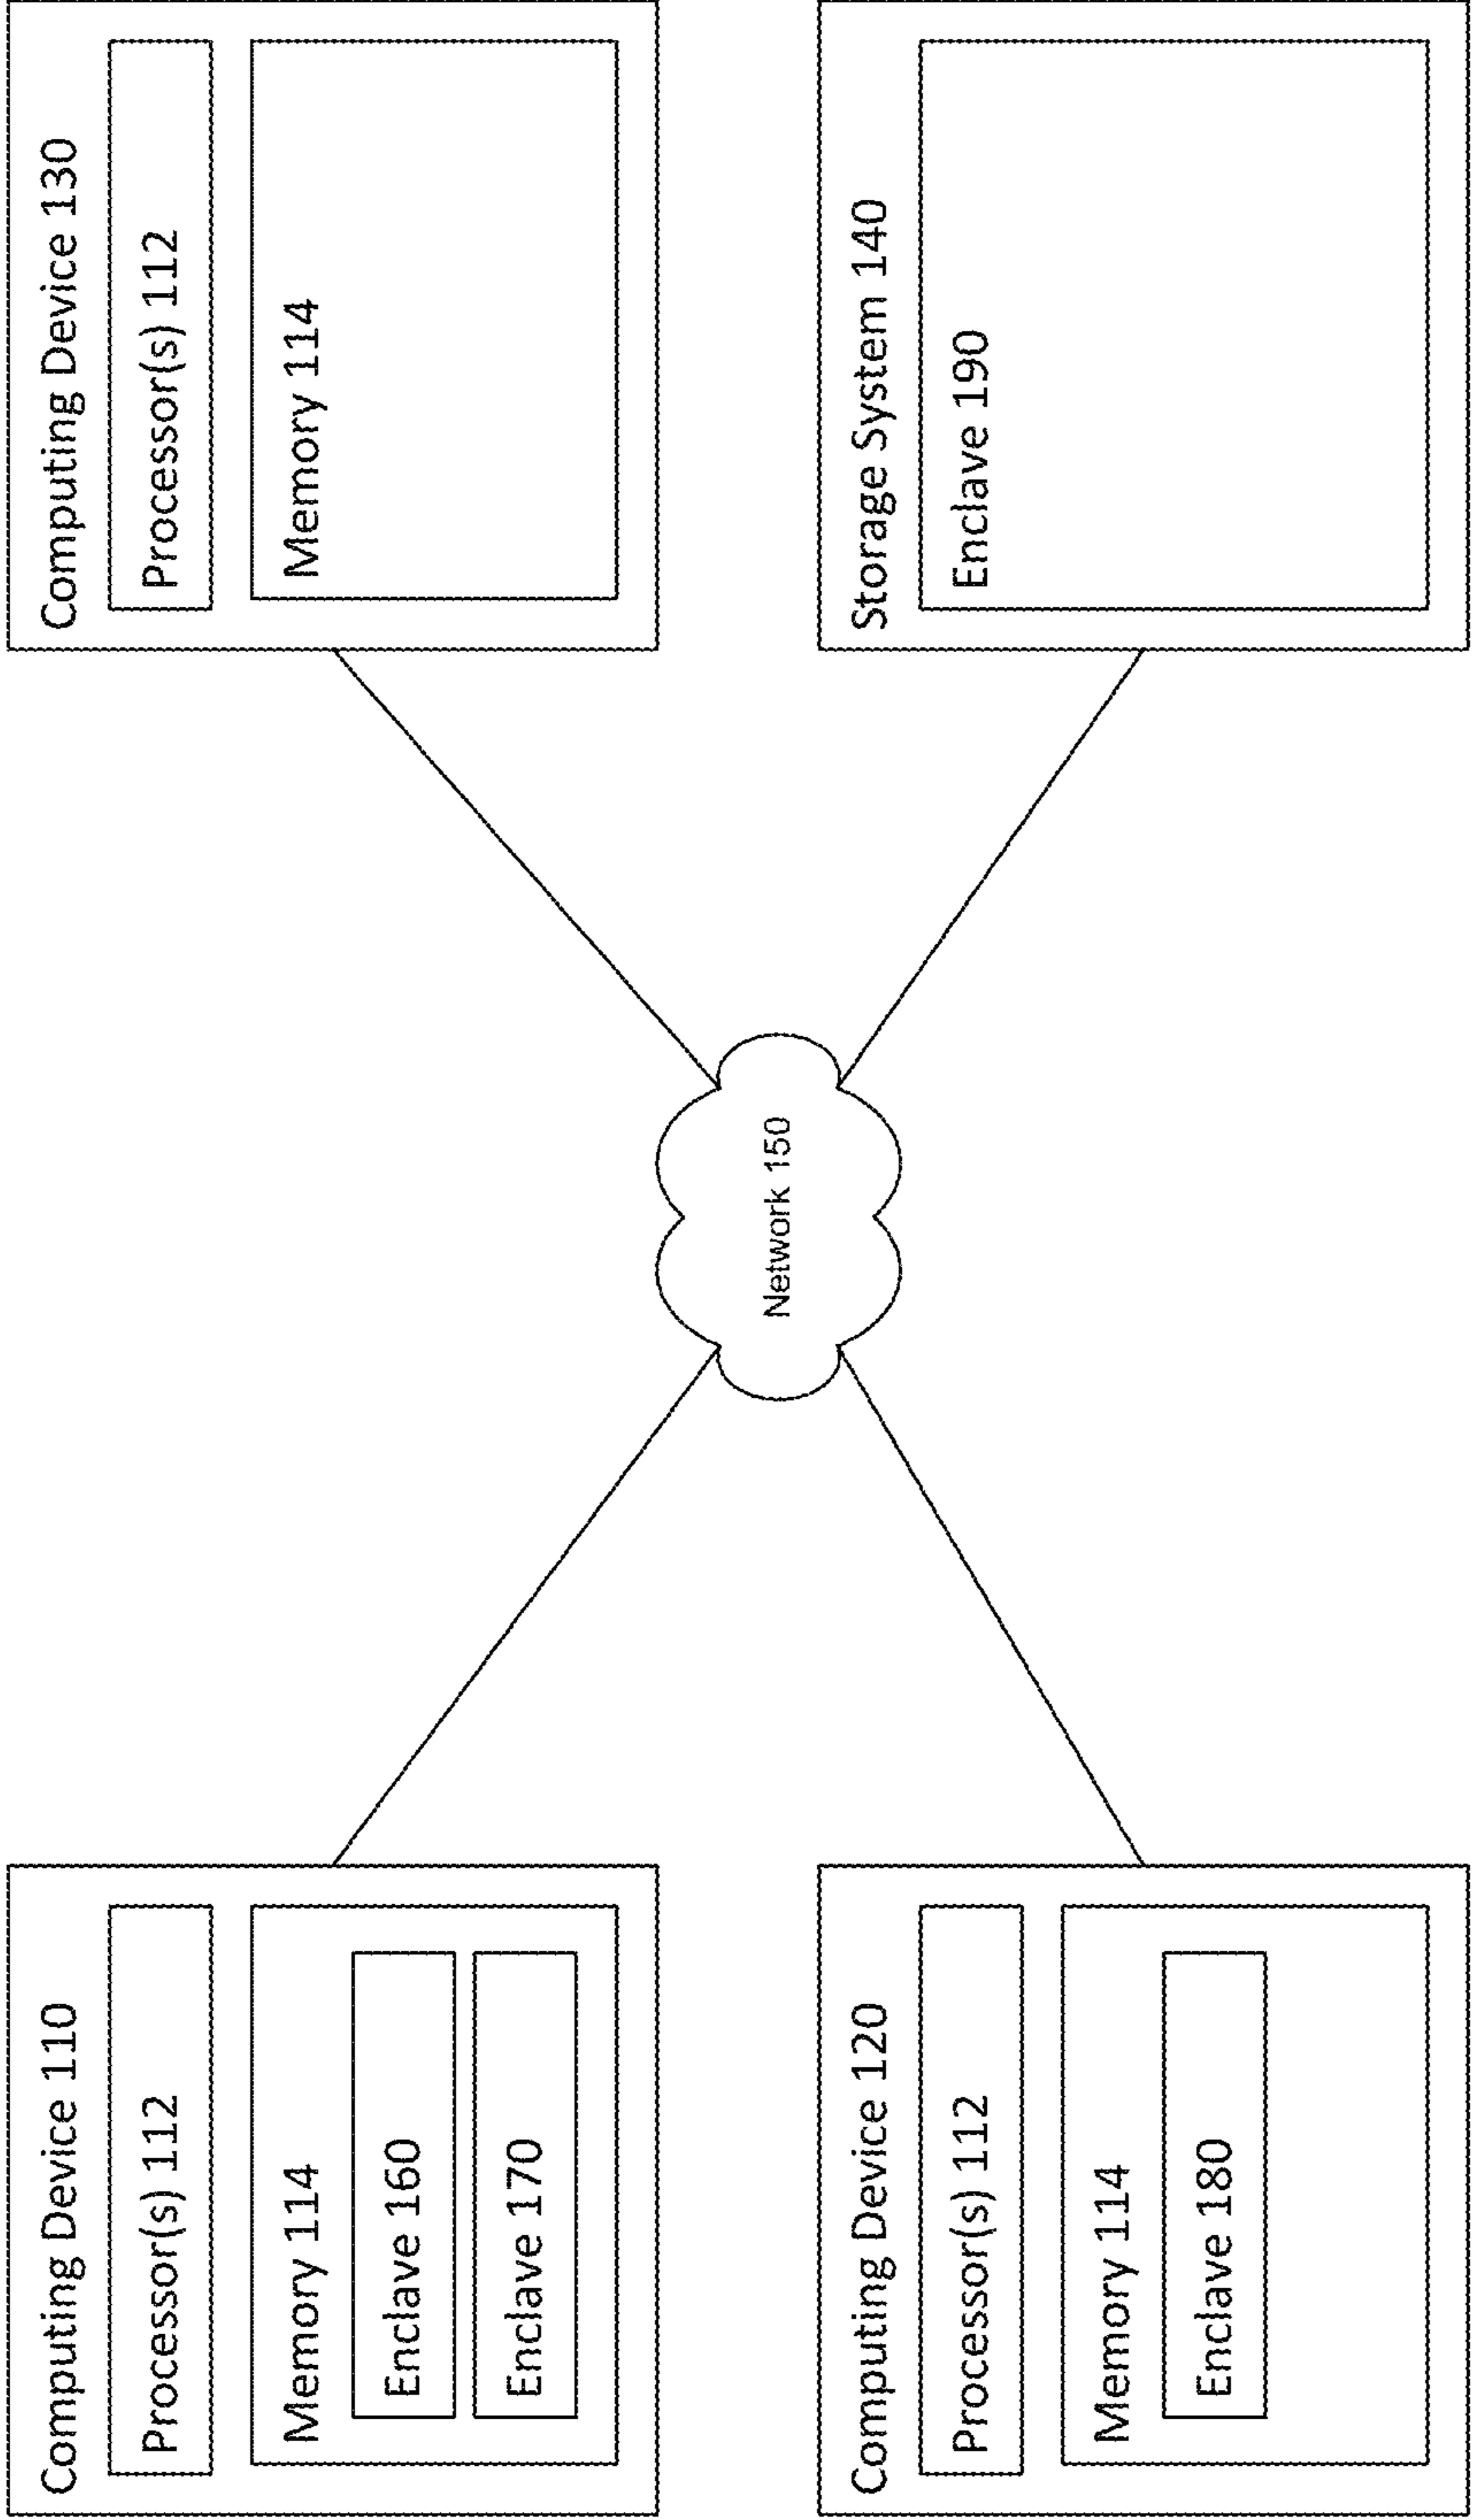 Computing Device 110
Processor(s) 112
Memory 114
Enclave 160
Enclave 170
Computing Device 120
Processor(s) 112
Memory 114
Enclave 180
Network 150
Computing Device 130
Processor(s) 112
Memory 114
Storage System 140
Enclave 190